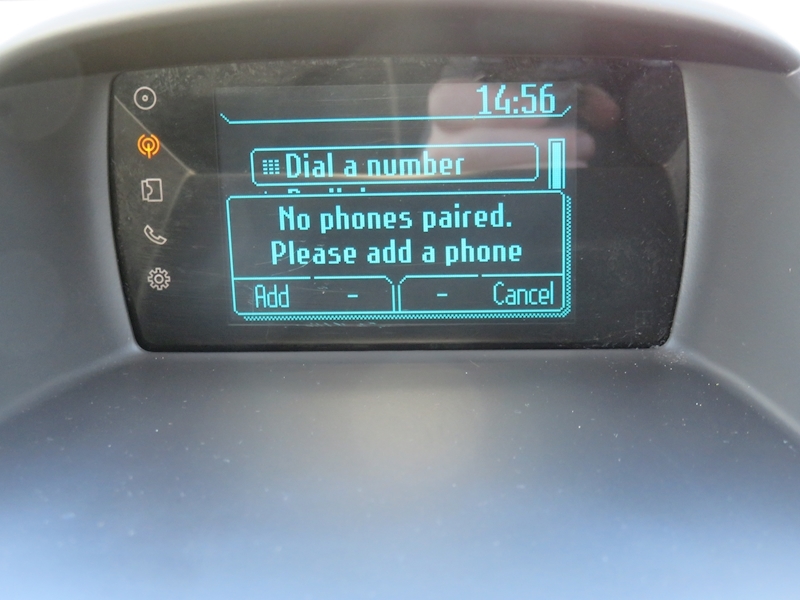 14:56
Dial a number
No phones paired.
Please add a phone
Add - - Cancel